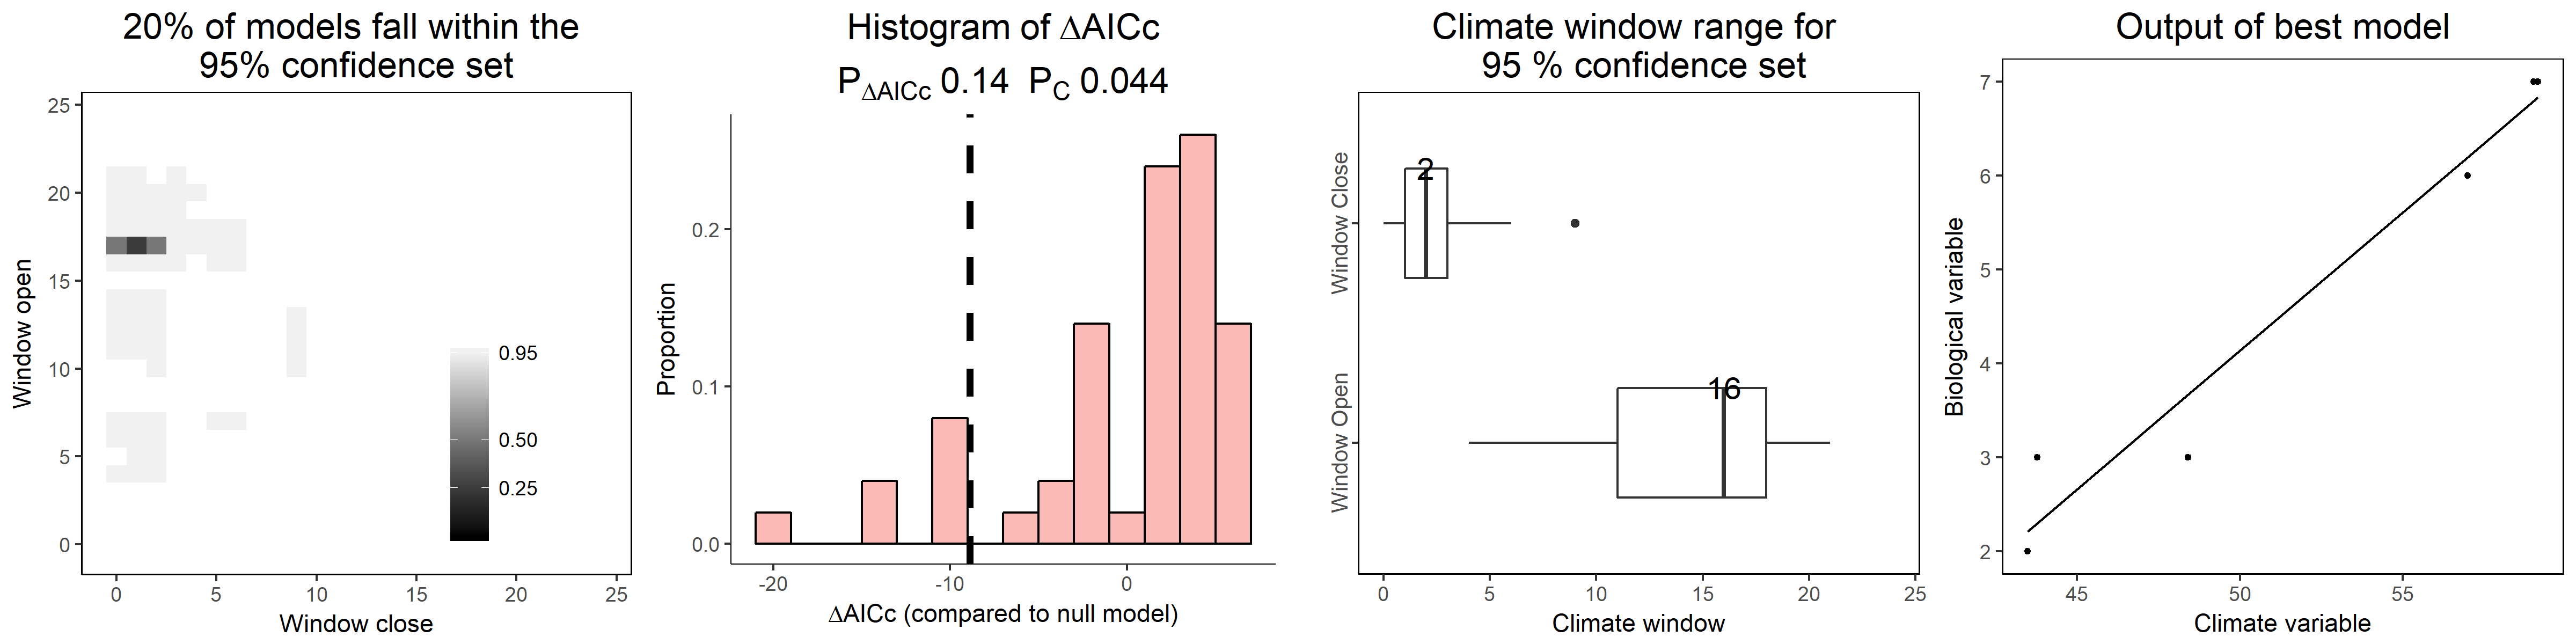 20% of models fall within the
95% confidence set
25
20
15
10
5
0
Window open
0.95
0.50
0.25
0 5 10 15 20 25
Window close
Histogram of ΔAICc
PΔAICc 0.14 PC 0.044
0.2
0.1
0.0
Proportion
-20 -10 0
ΔAICc (compared to null model)
Climate window range for
95 % confidence set
Window Close
2
Window Open
16
0 5 10 15 20 25
Climate window
Output of best model
7
6
5
4
3
2
Biological variable
45 50 55
Climate variable